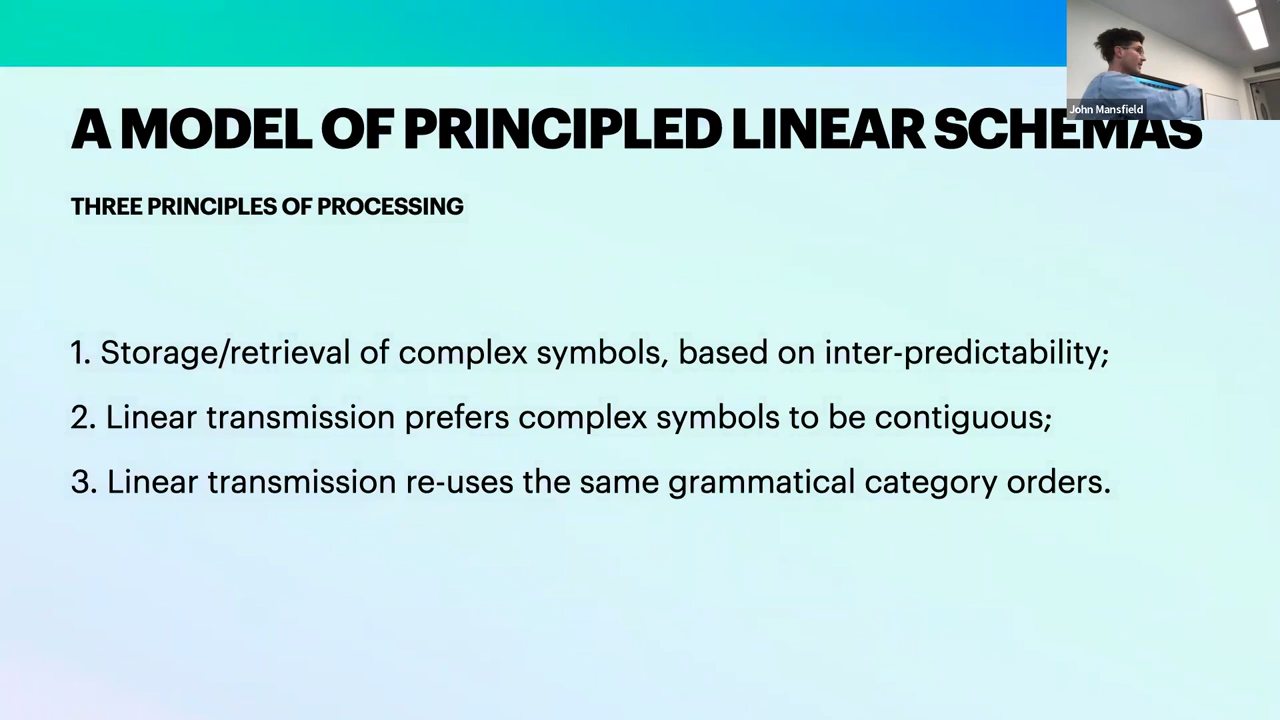 A MODEL OF PRINCIPLED LINEAR SCHEMAS
John Mansfield
THREE PRINCIPLES OF PROCESSING
1. Storage/retrieval of complex symbols, based on inter-predictability;
2. Linear transmission prefers complex symbols to be contiguous;
3. Linear transmission re-uses the same grammatical category orders.